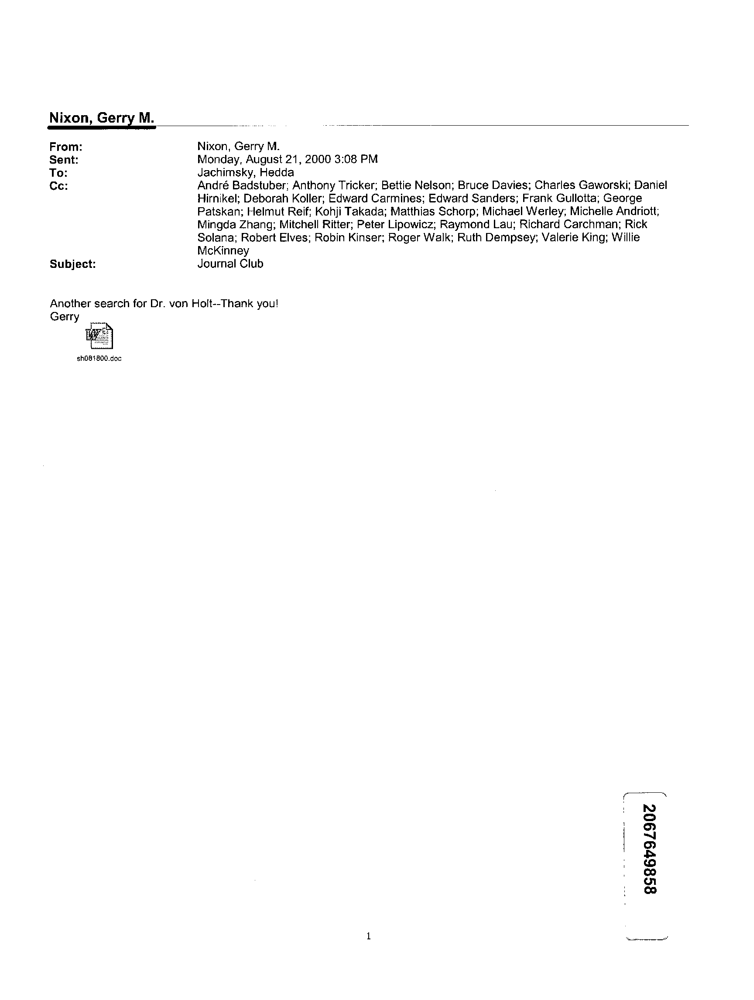 Nixon, Gerry M.
From: Nixon, Gerry M.
Sent: Monday, August 21, 2000 3:08 PM
To: Jachimsky, Hedda
Cc: André Badstuber; Anthony Tricker; Bettie Nelson; Bruce Davies; Charles Gaworski; Daniel
Hirnikel; Deborah Koller; Edward Carmines; Edward Sanders; Frank Gullotta; George
Patskan; Helmut Reif; Kohji Takada; Matthias Schorp; Michael Werley; Michelle Andriott;
Mingda Zhang; Mitchell Ritter; Peter Lipowicz; Raymond Lau; Richard Carchman; Rick
Solana; Robert Elves; Robin Kinser; Roger Walk; Ruth Dempsey; Valerie King; Willie
McKinney
Subject: Journal Club
Another search for Dr. von Holt--Thank you!
Gerry
sh081800.doc
2067649858
1